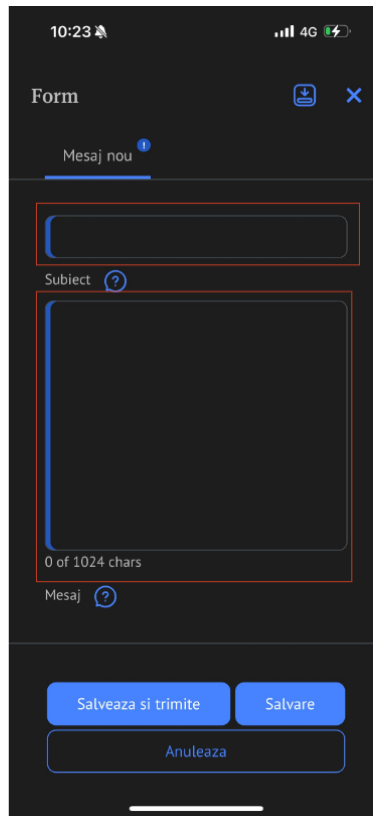 10:23
4G
Form
Mesaj nou
Subiect
0 of 1024 chars
Mesaj
Salveaza si trimite
Salvare
Anuleaza